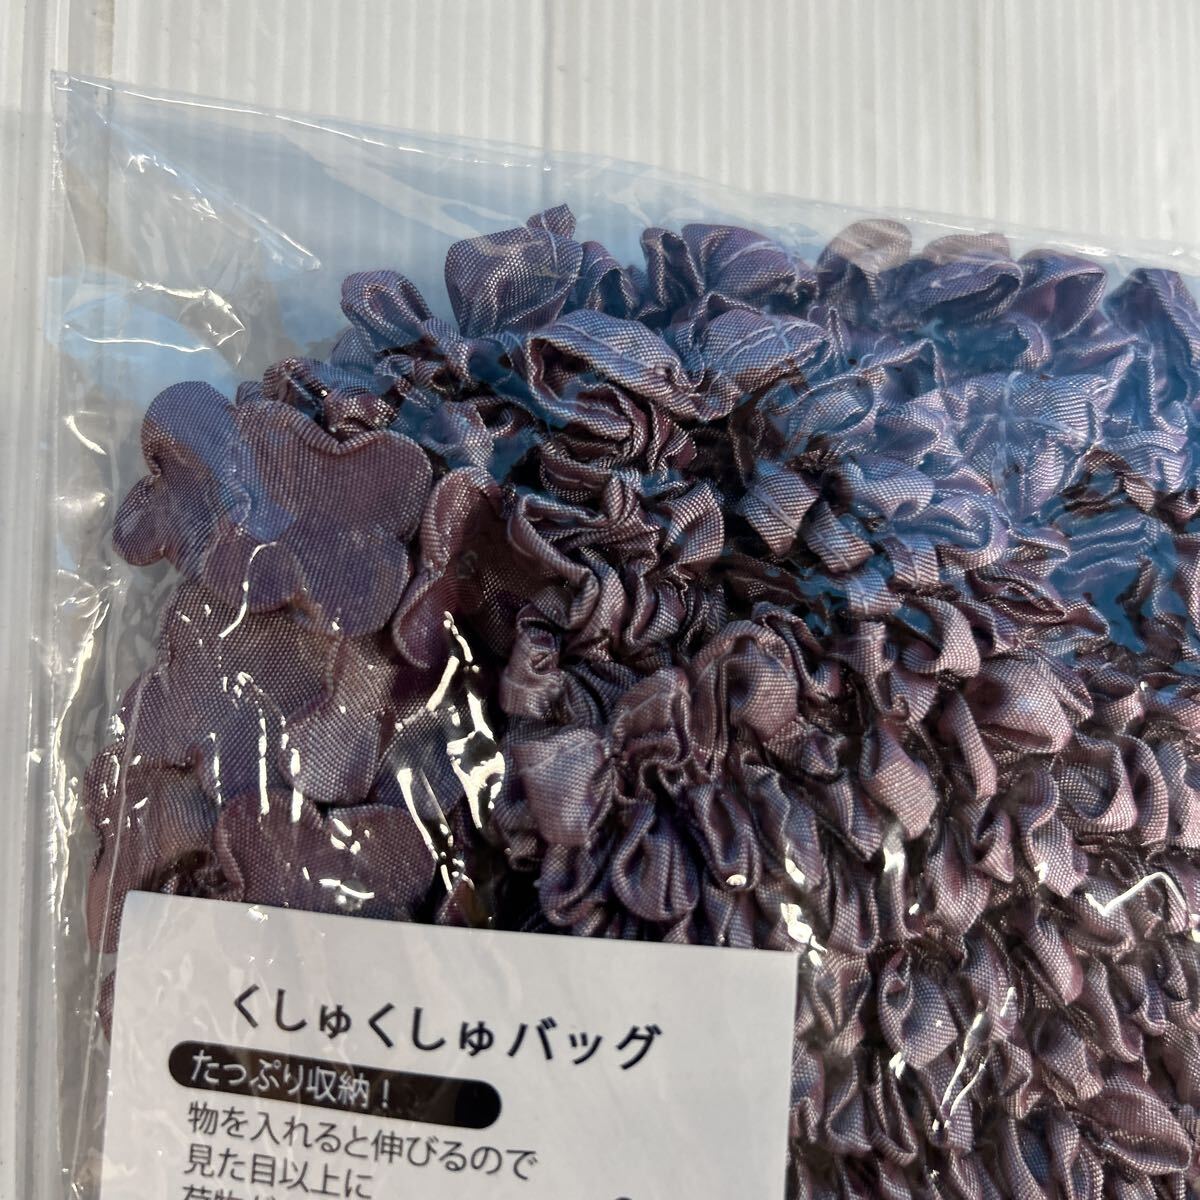 くしゅくしゅバッグ
たっぷり収納！
物を入れると伸びるので
見た目以上に